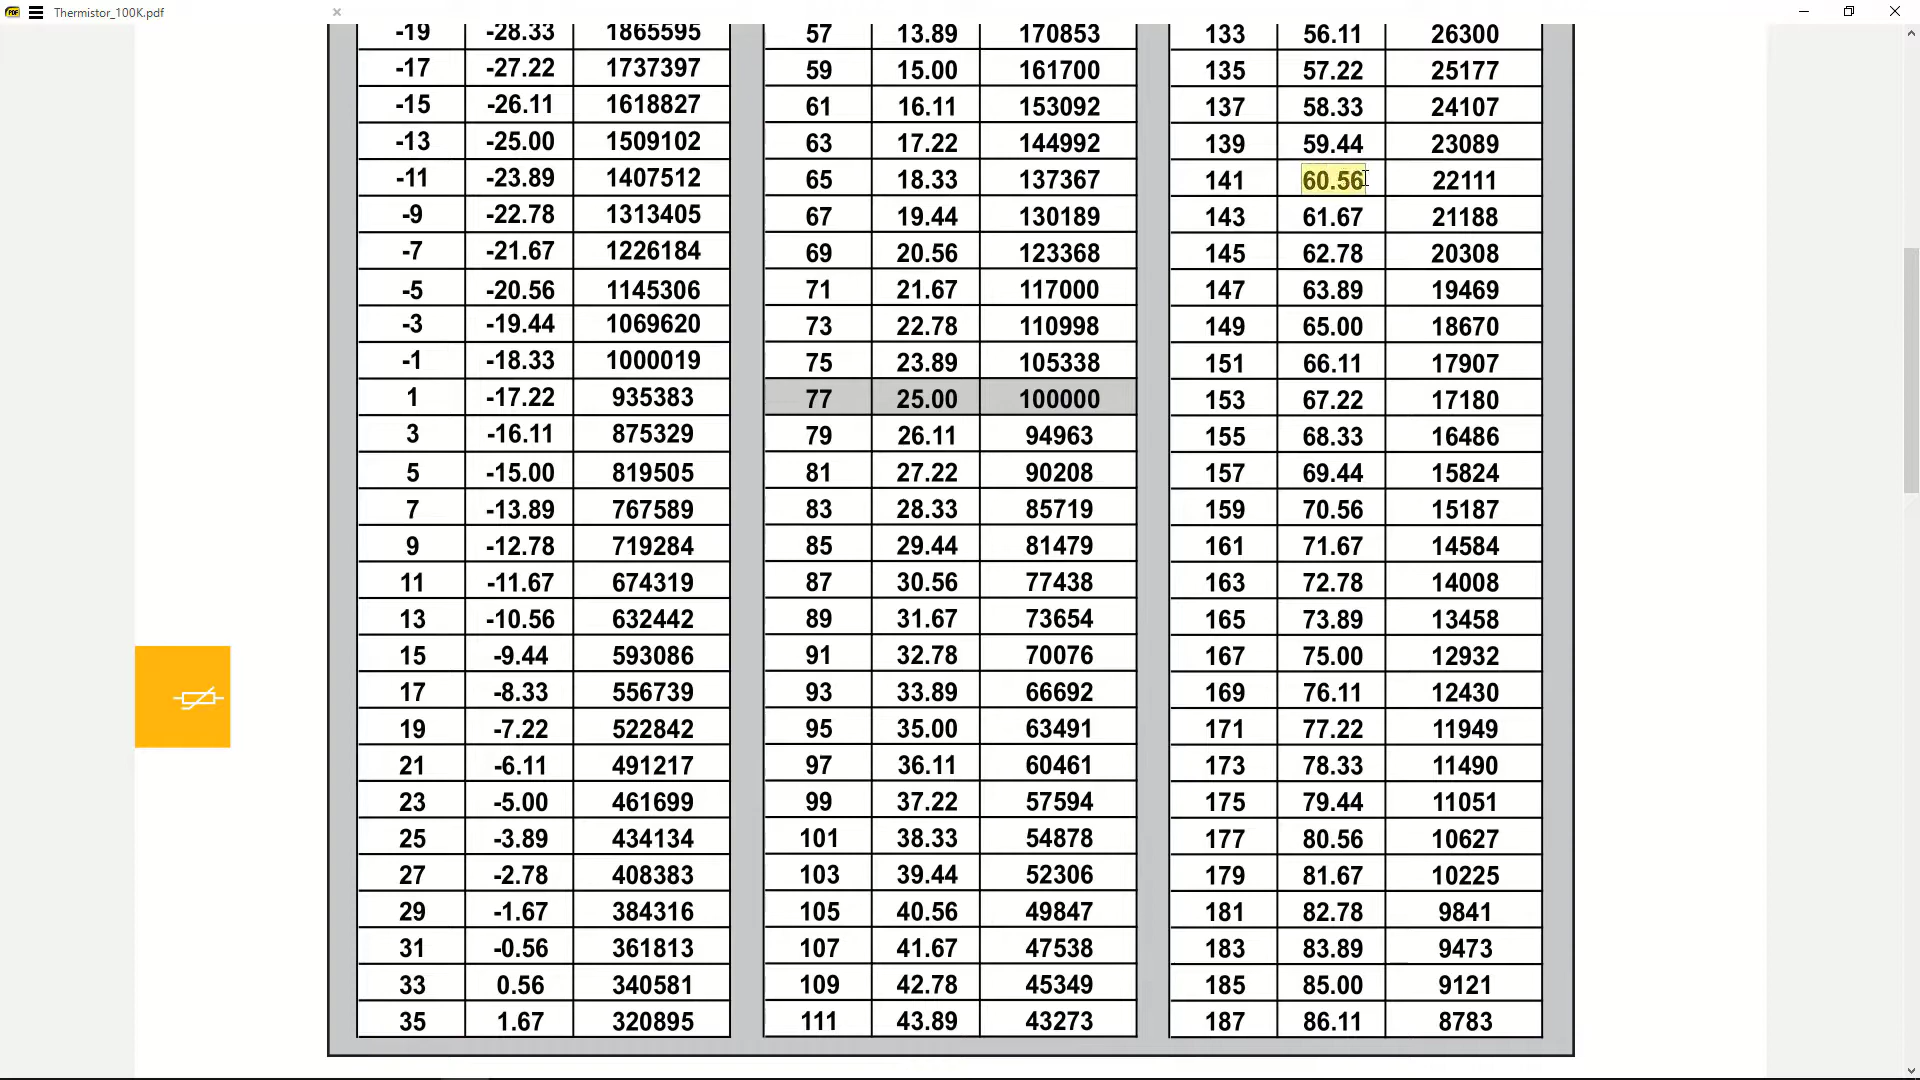 Thermistor_100K.pdf
-19 -28.33 1865595 57 13.89 170853 133 56.11 26300
-17 -27.22 1737397 59 15.00 161700 135 57.22 25177
-15 -26.11 1618827 61 16.11 153092 137 58.33 24107
-13 -25.00 1509102 63 17.22 144992 139 59.44 23089
-11 -23.89 1407512 65 18.33 137367 141 60.56 22111
-9 -22.78 1313405 67 19.44 130189 143 61.67 21188
-7 -21.67 1226184 69 20.56 123368 145 62.78 20308
-5 -20.56 1145306 71 21.67 117000 147 63.89 19469
-3 -19.44 1069620 73 22.78 110998 149 65.00 18670
-1 -18.33 1000019 75 23.89 105338 151 66.11 17907
1 -17.22 935383 77 25.00 100000 153 67.22 17180
3 -16.11 875329 79 26.11 94963 155 68.33 16486
5 -15.00 819505 81 27.22 90208 157 69.44 15824
7 -13.89 767589 83 28.33 85719 159 70.56 15187
9 -12.78 719284 85 29.44 81479 161 71.67 14584
11 -11.67 674319 87 30.56 77438 163 72.78 14008
13 -10.56 632442 89 31.67 73654 165 73.89 13458
15 -9.44 593086 91 32.78 70076 167 75.00 12932
17 -8.33 556739 93 33.89 66692 169 76.11 12430
19 -7.22 522842 95 35.00 63491 171 77.22 11949
21 -6.11 491217 97 36.11 60461 173 78.33 11490
23 -5.00 461699 99 37.22 57594 175 79.44 11051
25 -3.89 434134 101 38.33 54878 177 80.56 10627
27 -2.78 408383 103 39.44 52306 179 81.67 10225
29 -1.67 384316 105 40.56 49847 181 82.78 9841
31 -0.56 361813 107 41.67 47538 183 83.89 9473
33 0.56 340581 109 42.78 45349 185 85.00 9121
35 1.67 320895 111 43.89 43273 187 86.11 8783